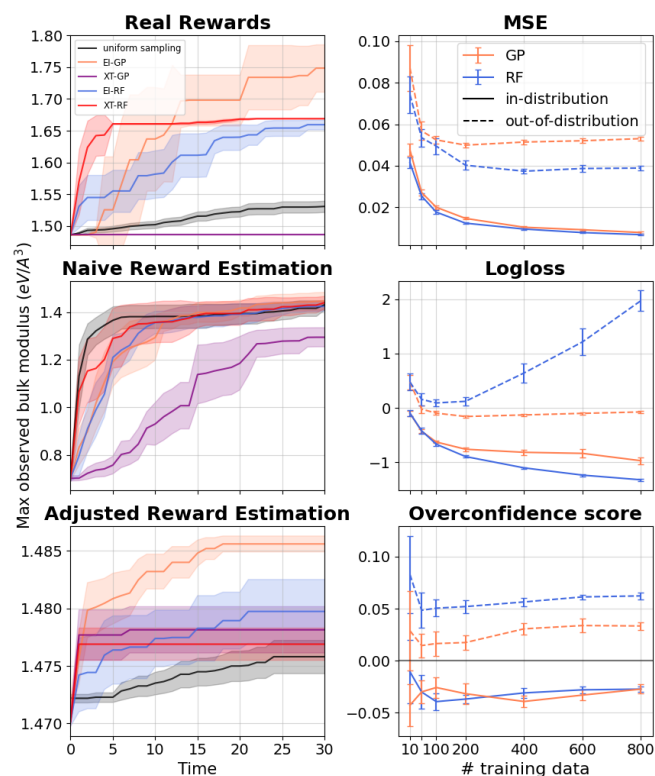 Real Rewards
MSE
1.80
1.75
1.70
1.65
1.60
1.55
1.50
uniform sampling
EI-GP
XT-GP
EI-RF
XT-RF
0.10
0.08
0.06
0.04
0.02
GP
RF
in-distribution
out-of-distribution
Max observed bulk modulus (eV/A³)
Naive Reward Estimation
Logloss
1.4
1.2
1.0
0.8
2
1
0
−1
Adjusted Reward Estimation
Overconfidence score
1.485
1.480
1.475
1.470
0.10
0.05
0.00
−0.05
0 5 10 15 20 25 30
Time
10 100 200 400 600 800
# training data